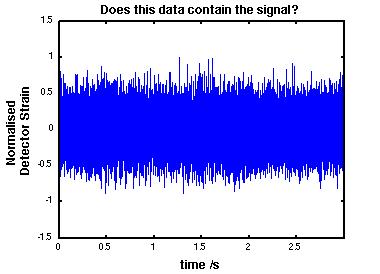 Does this data contain the signal?
Normalised
Detector Strain
1.5
1
0.5
0
-0.5
-1
-1.5
0 0.5 1 1.5 2 2.5
time /s